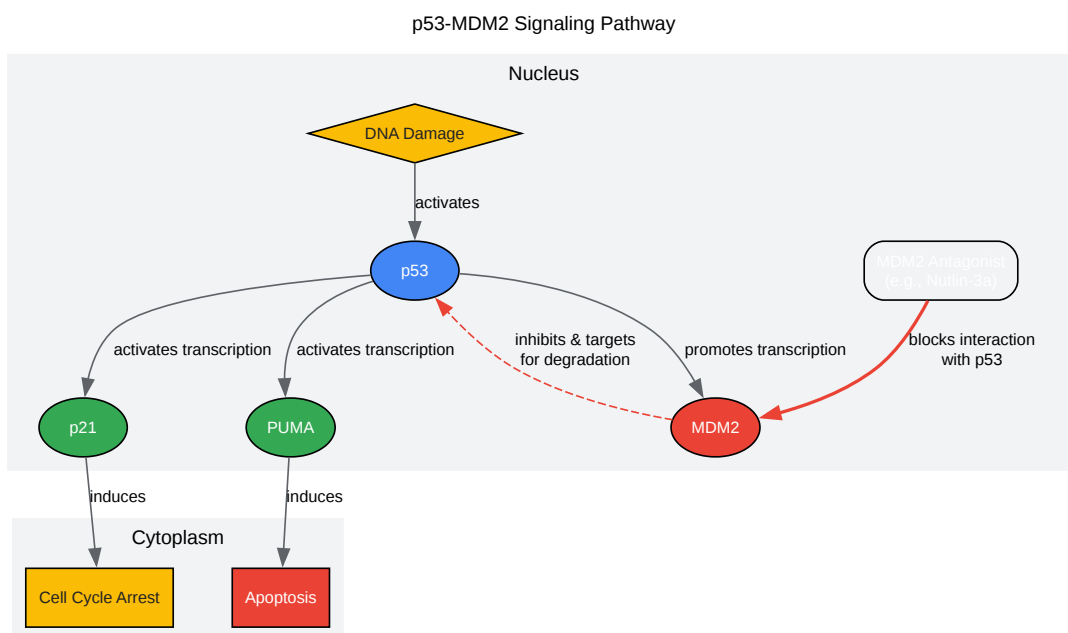 p53-MDM2 Signaling Pathway
Nucleus
DNA Damage
activates
p53
MDM2 Antagonist
(e.g., Nutlin-3a)
activates transcription
activates transcription
inhibits & targets
for degradation
promotes transcription
blocks interaction
with p53
p21
PUMA
MDM2
induces
induces
Cytoplasm
Cell Cycle Arrest
Apoptosis